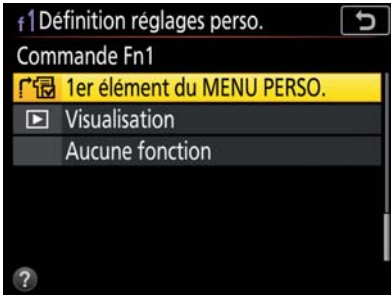 f1 Définition réglages perso.
Commande Fn1
1er élément du MENU PERSO.
Visualisation
Aucune fonction
?